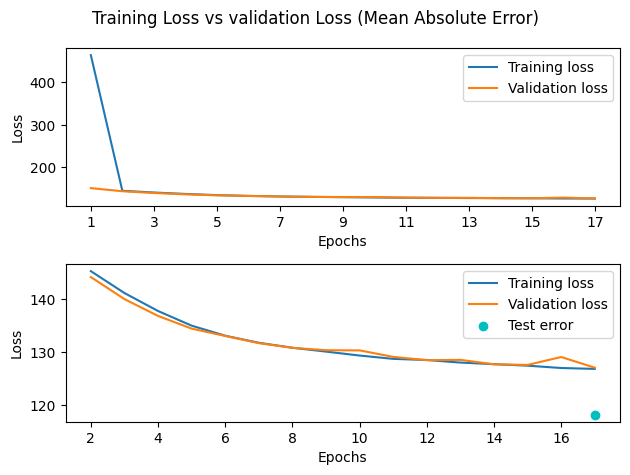 Training Loss vs validation Loss (Mean Absolute Error)
Training loss
Validation loss
400
300
200
Loss
1 3 5 7 9 11 13 15 17
Epochs
Training loss
Validation loss
Test error
140
130
120
Loss
2 4 6 8 10 12 14 16
Epochs